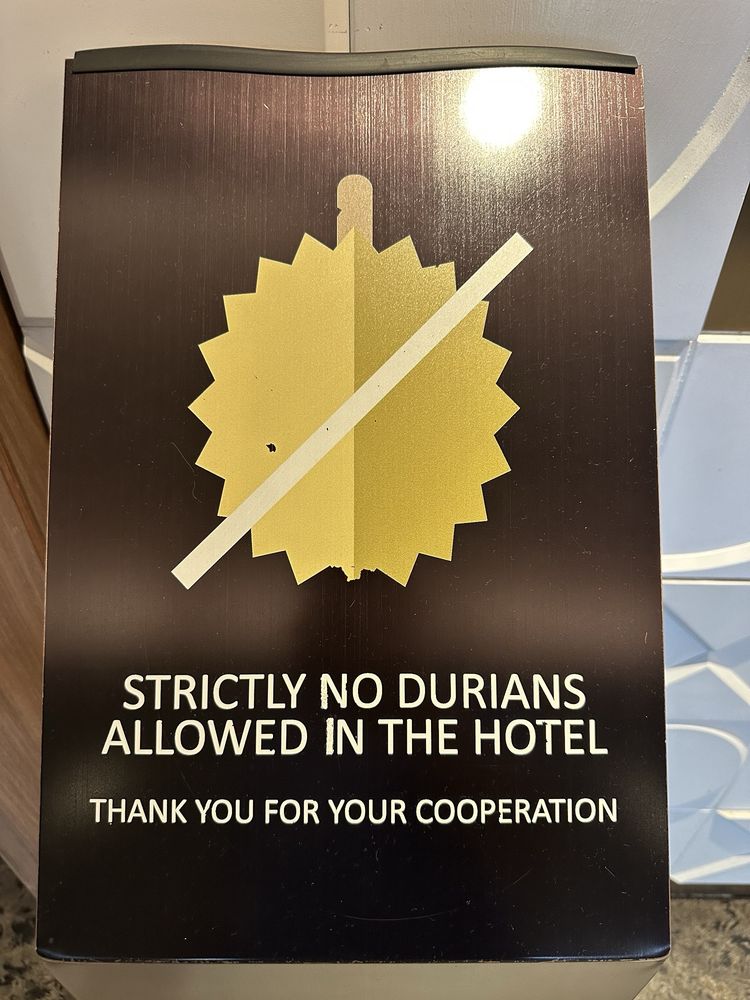 STRICTLY NO DURIANS
ALLOWED IN THE HOTEL
THANK YOU FOR YOUR COOPERATION